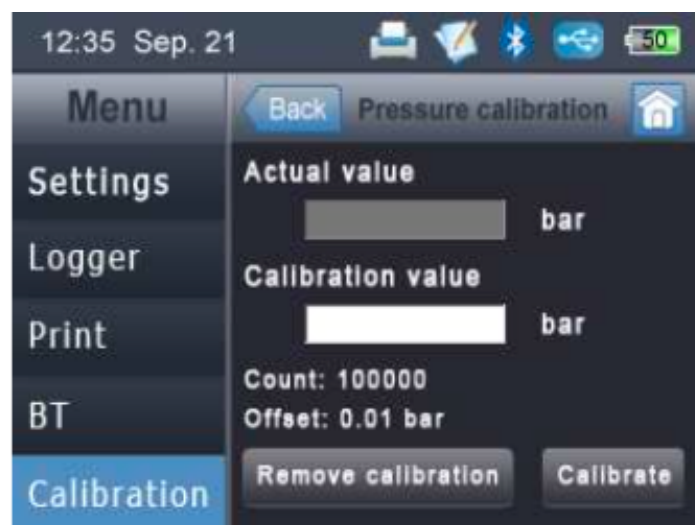 12:35 Sep. 21
50
Menu
Back
Pressure calibration
Settings
Logger
Print
BT
Calibration
Actual value
bar
Calibration value
bar
Count: 100000
Offset: 0.01 bar
Remove calibration
Calibrate